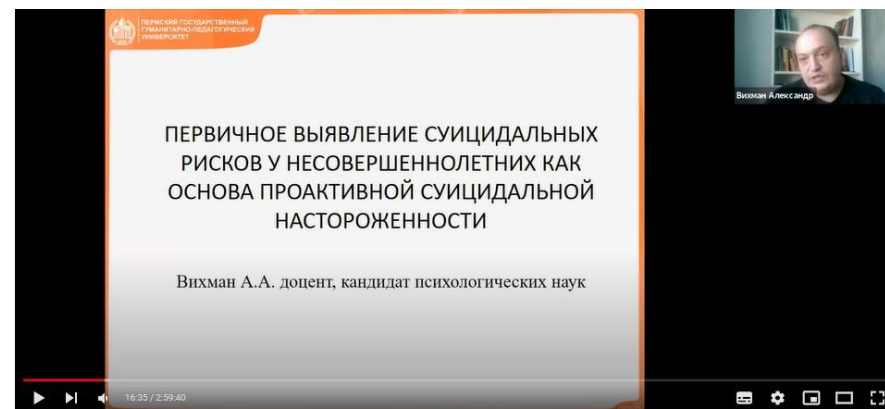 ПЕРМСКИЙ ГОСУДАРСТВЕННЫЙ
ГУМАНИТАРНО-ПЕДАГОГИЧЕСКИЙ
УНИВЕРСИТЕТ
Вихман Александр
ПЕРВИЧНОЕ ВЫЯВЛЕНИЕ СУИЦИДАЛЬНЫХ
РИСКОВ У НЕСОВЕРШЕННОЛЕТНИХ КАК
ОСНОВА ПРОАКТИВНОЙ СУИЦИДАЛЬНОЙ
НАСТОРОЖЕННОСТИ
Вихман А.А. доцент, кандидат психологических наук
16:35 / 2:59:40